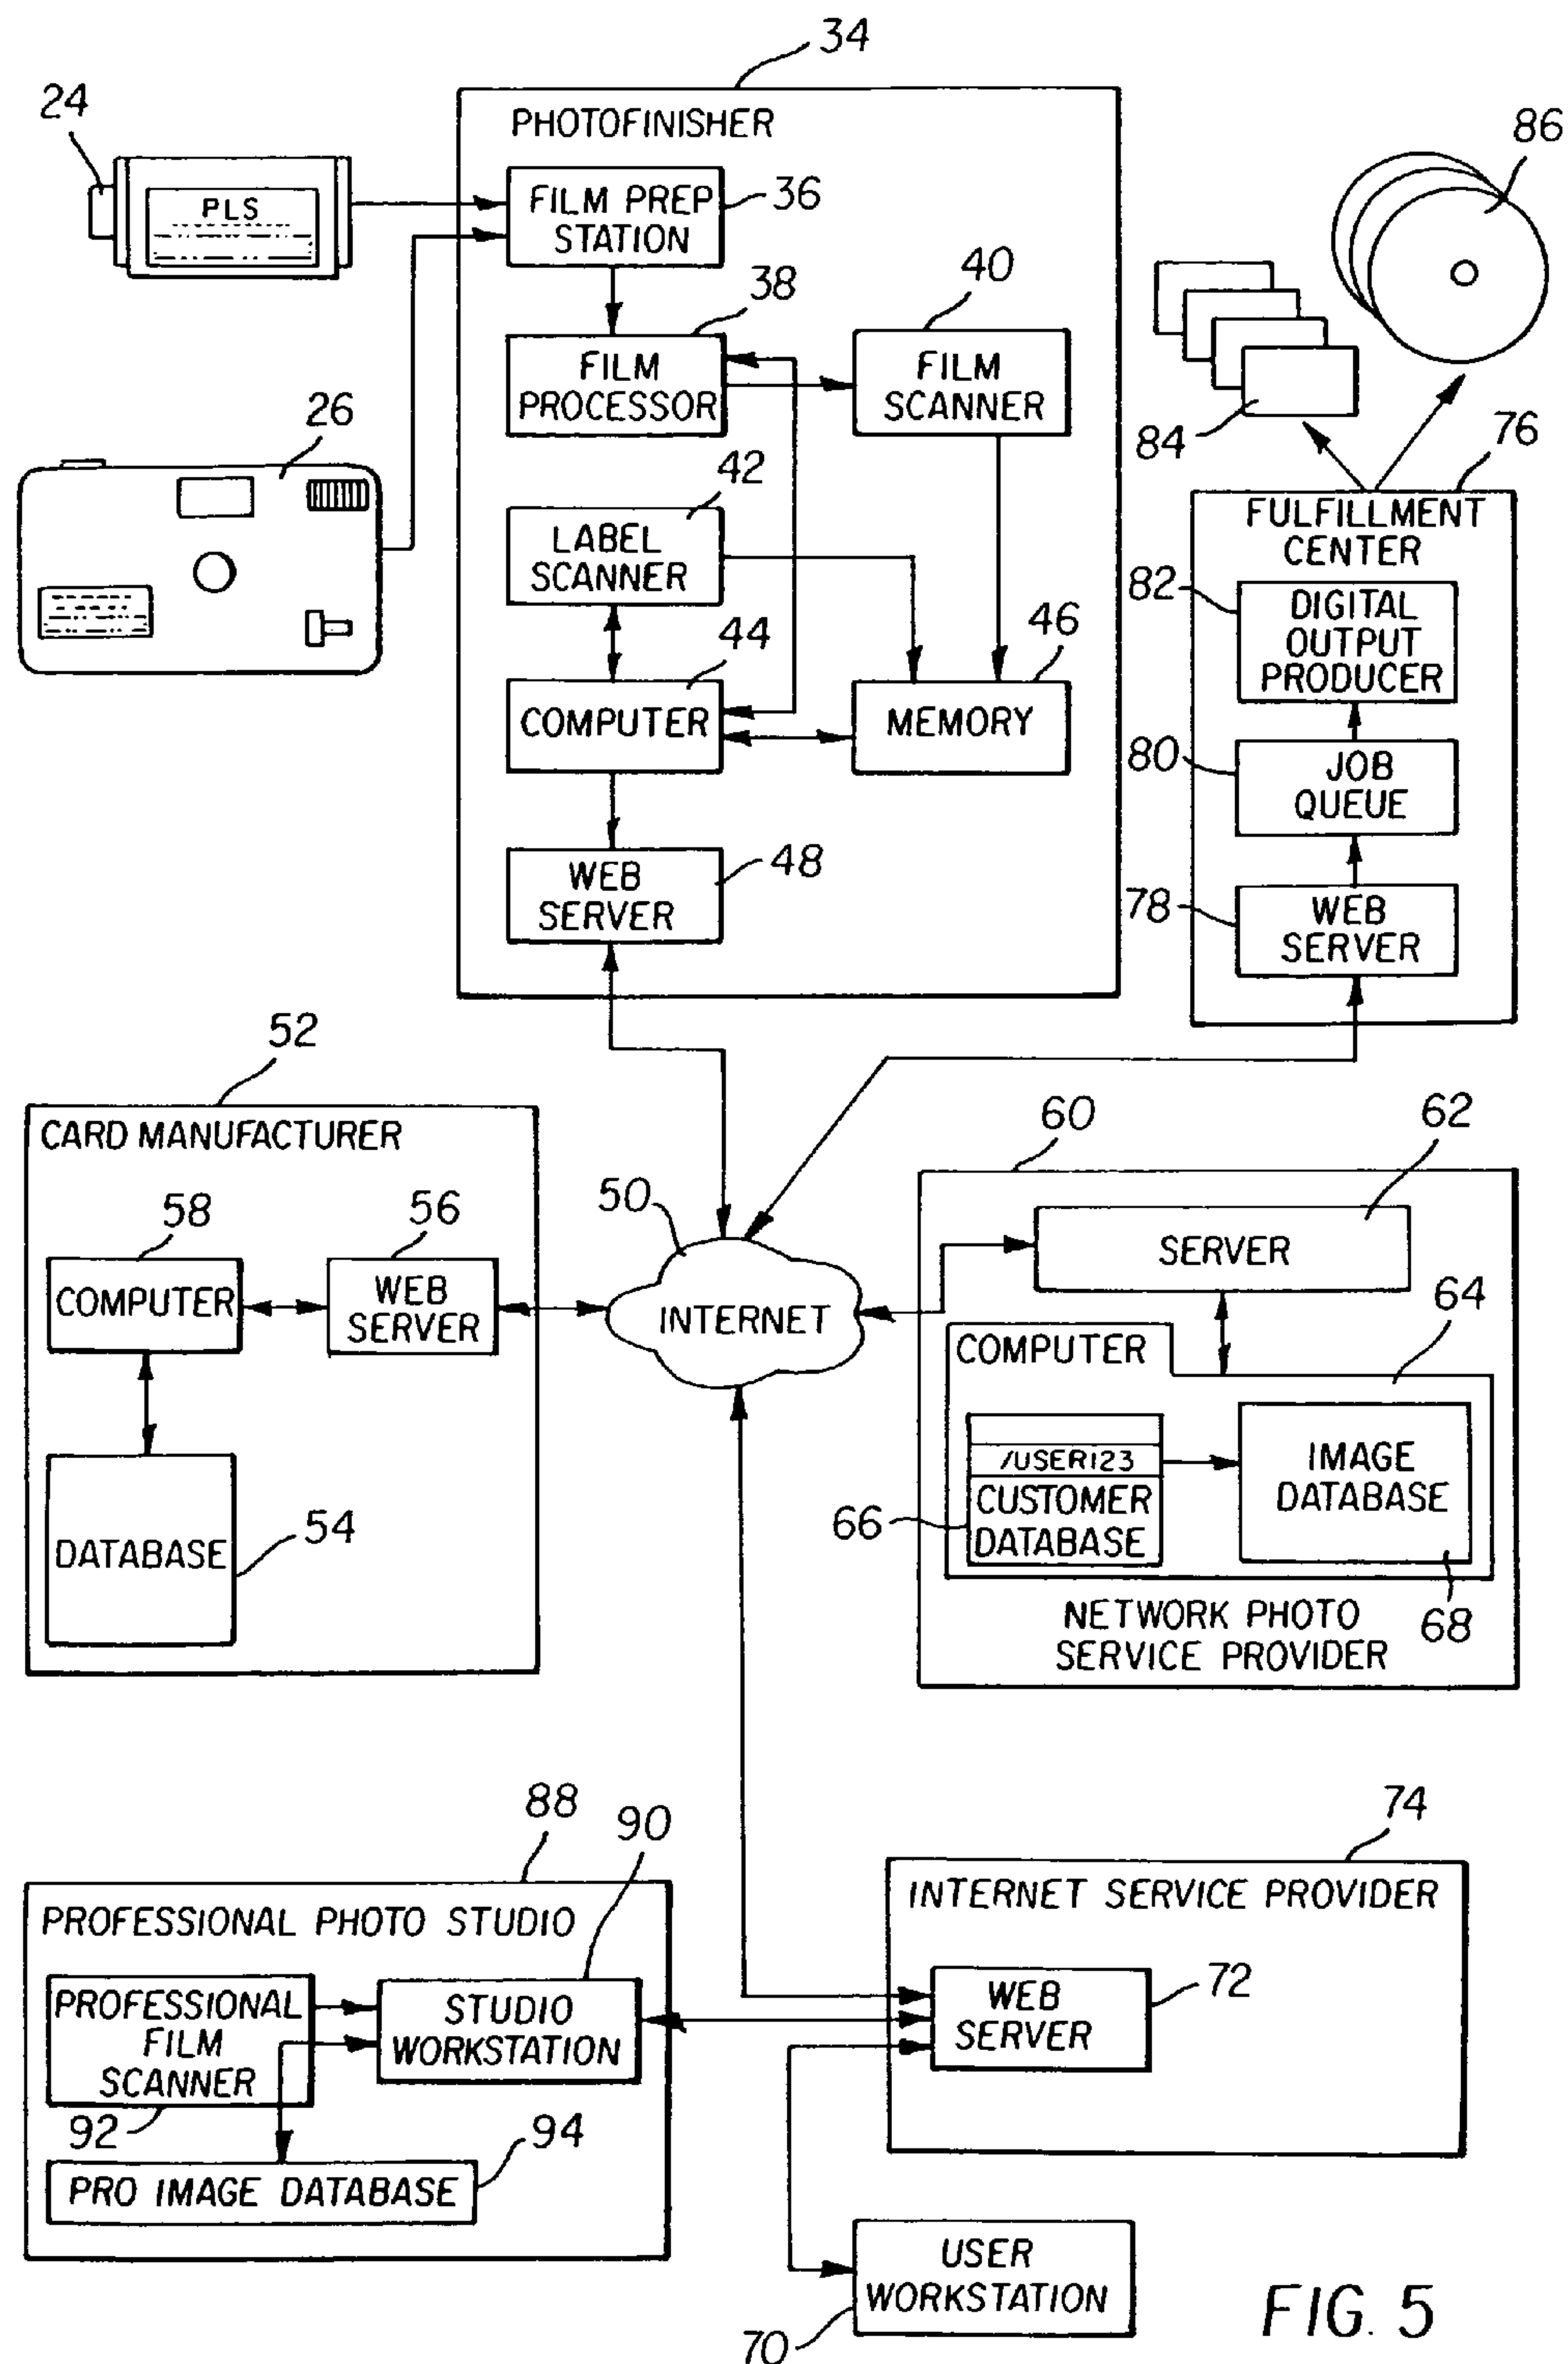 34
24
PHOTOFINISHER
86
PLS
FILM PREP
STATION
36
38
40
FILM
PROCESSOR
FILM
SCANNER
26
84
76
42
FULFILLMENT
CENTER
LABEL
SCANNER
82
DIGITAL
OUTPUT
PRODUCER
44
46
COMPUTER
MEMORY
80
JOB
QUEUE
WEB
SERVER
48
78
WEB
SERVER
52
60
62
CARD MANUFACTURER
50
58
56
SERVER
COMPUTER
WEB
SERVER
INTERNET
64
COMPUTER
/USER123
CUSTOMER
DATABASE
IMAGE
DATABASE
66
54
DATABASE
68
NETWORK PHOTO
SERVICE PROVIDER
88
90
74
PROFESSIONAL PHOTO STUDIO
INTERNET SERVICE PROVIDER
PROFESSIONAL
FILM
SCANNER
STUDIO
WORKSTATION
WEB
SERVER
72
92
94
PRO IMAGE DATABASE
USER
WORKSTATION
70
FIG. 5